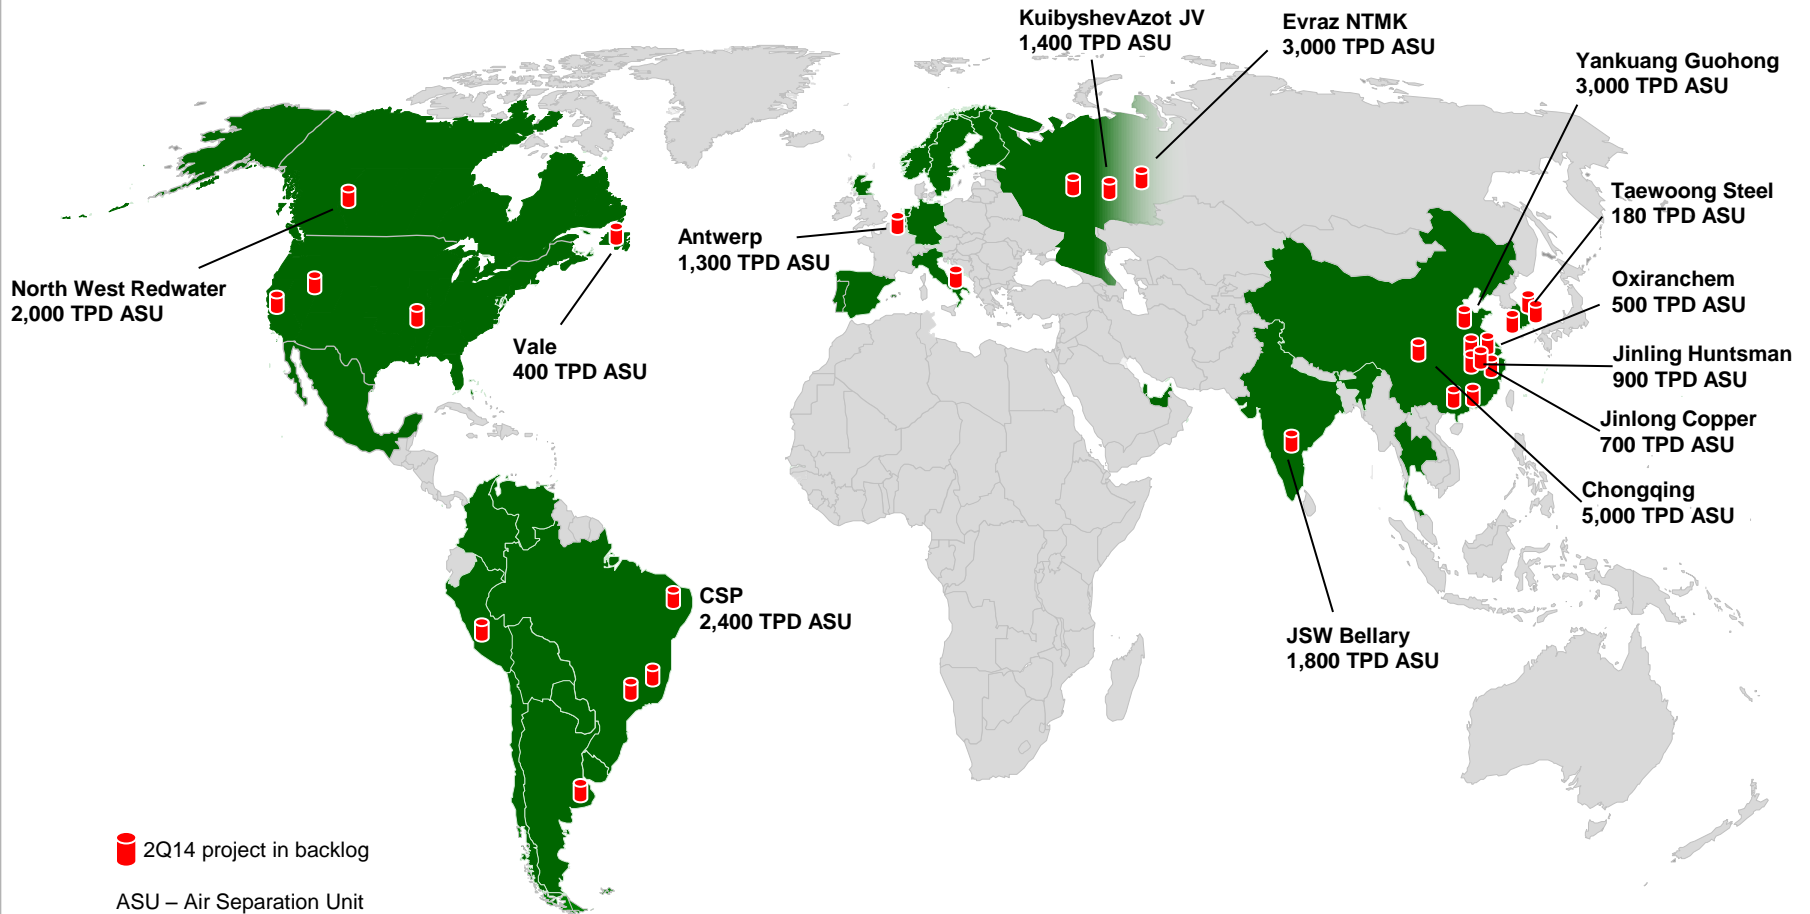 KuibyshevAzot JV
1,400 TPD ASU
Evraz NTMK
3,000 TPD ASU
Yankuang Guohong
3,000 TPD ASU
Taewoong Steel
180 TPD ASU
Antwerp
1,300 TPD ASU
Oxiranchem
500 TPD ASU
North West Redwater
2,000 TPD ASU
Vale
400 TPD ASU
Jinling Huntsman
900 TPD ASU
Jinlong Copper
700 TPD ASU
Chongqing
5,000 TPD ASU
CSP
2,400 TPD ASU
JSW Bellary
1,800 TPD ASU
2Q14 project in backlog
ASU – Air Separation Unit